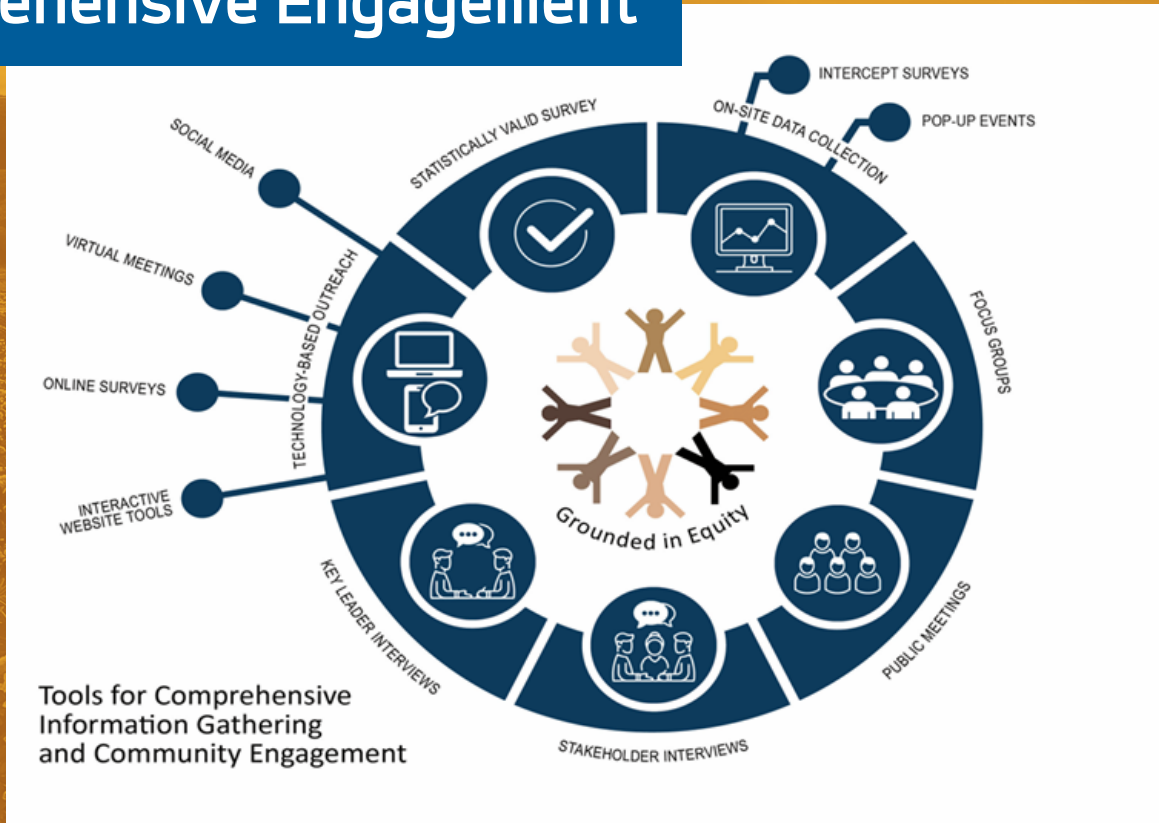 Engagement
INTERCEPT SURVEYS
POP-UP EVENTS
ON-SITE DATA COLLECTION
STATISTICALLY VALID SURVEY
SOCIAL MEDIA
VIRTUAL MEETINGS
TECHNOLOGY-BASED OUTREACH
ONLINE SURVEYS
INTERACTIVE
WEBSITE TOOLS
FOCUS GROUPS
Grounded in Equity
KEY LEADER INTERVIEWS
PUBLIC MEETINGS
STAKEHOLDER INTERVIEWS
Tools for Comprehensive
Information Gathering
and Community Engagement